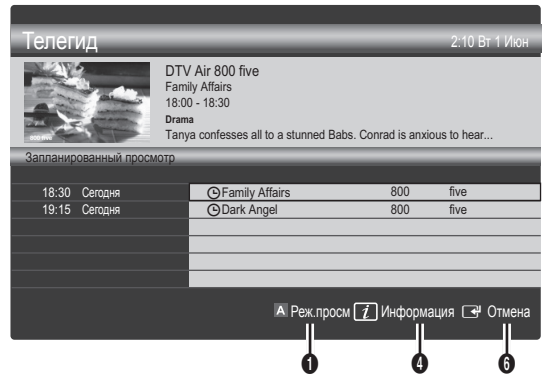 Телегид 2:10 Вт 1 Июн
DTV Air 800 five
Family Affairs
18:00 - 18:30
Drama
Tanya confesses all to a stunned Babs. Conrad is anxious to hear...
800 five
Запланированный просмотр
18:30 Сегодня Family Affairs 800 five
19:15 Сегодня Dark Angel 800 five
A Реж.просм i Информация Отмена
1 4 6